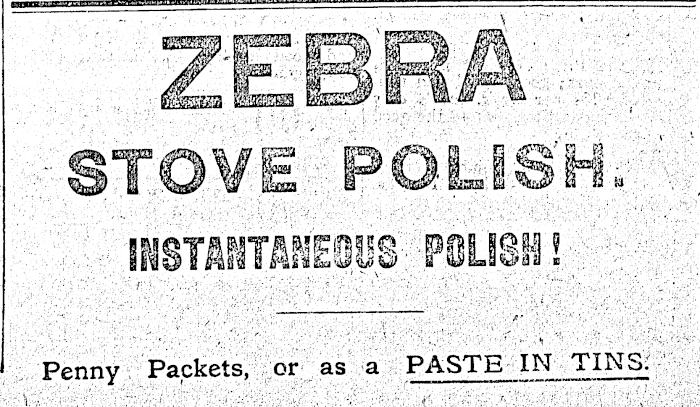 ZEBRA
STOVE POLISH.
INSTANTANEOUS POLISH!
Penny Packets, or as a PASTE IN TINS.